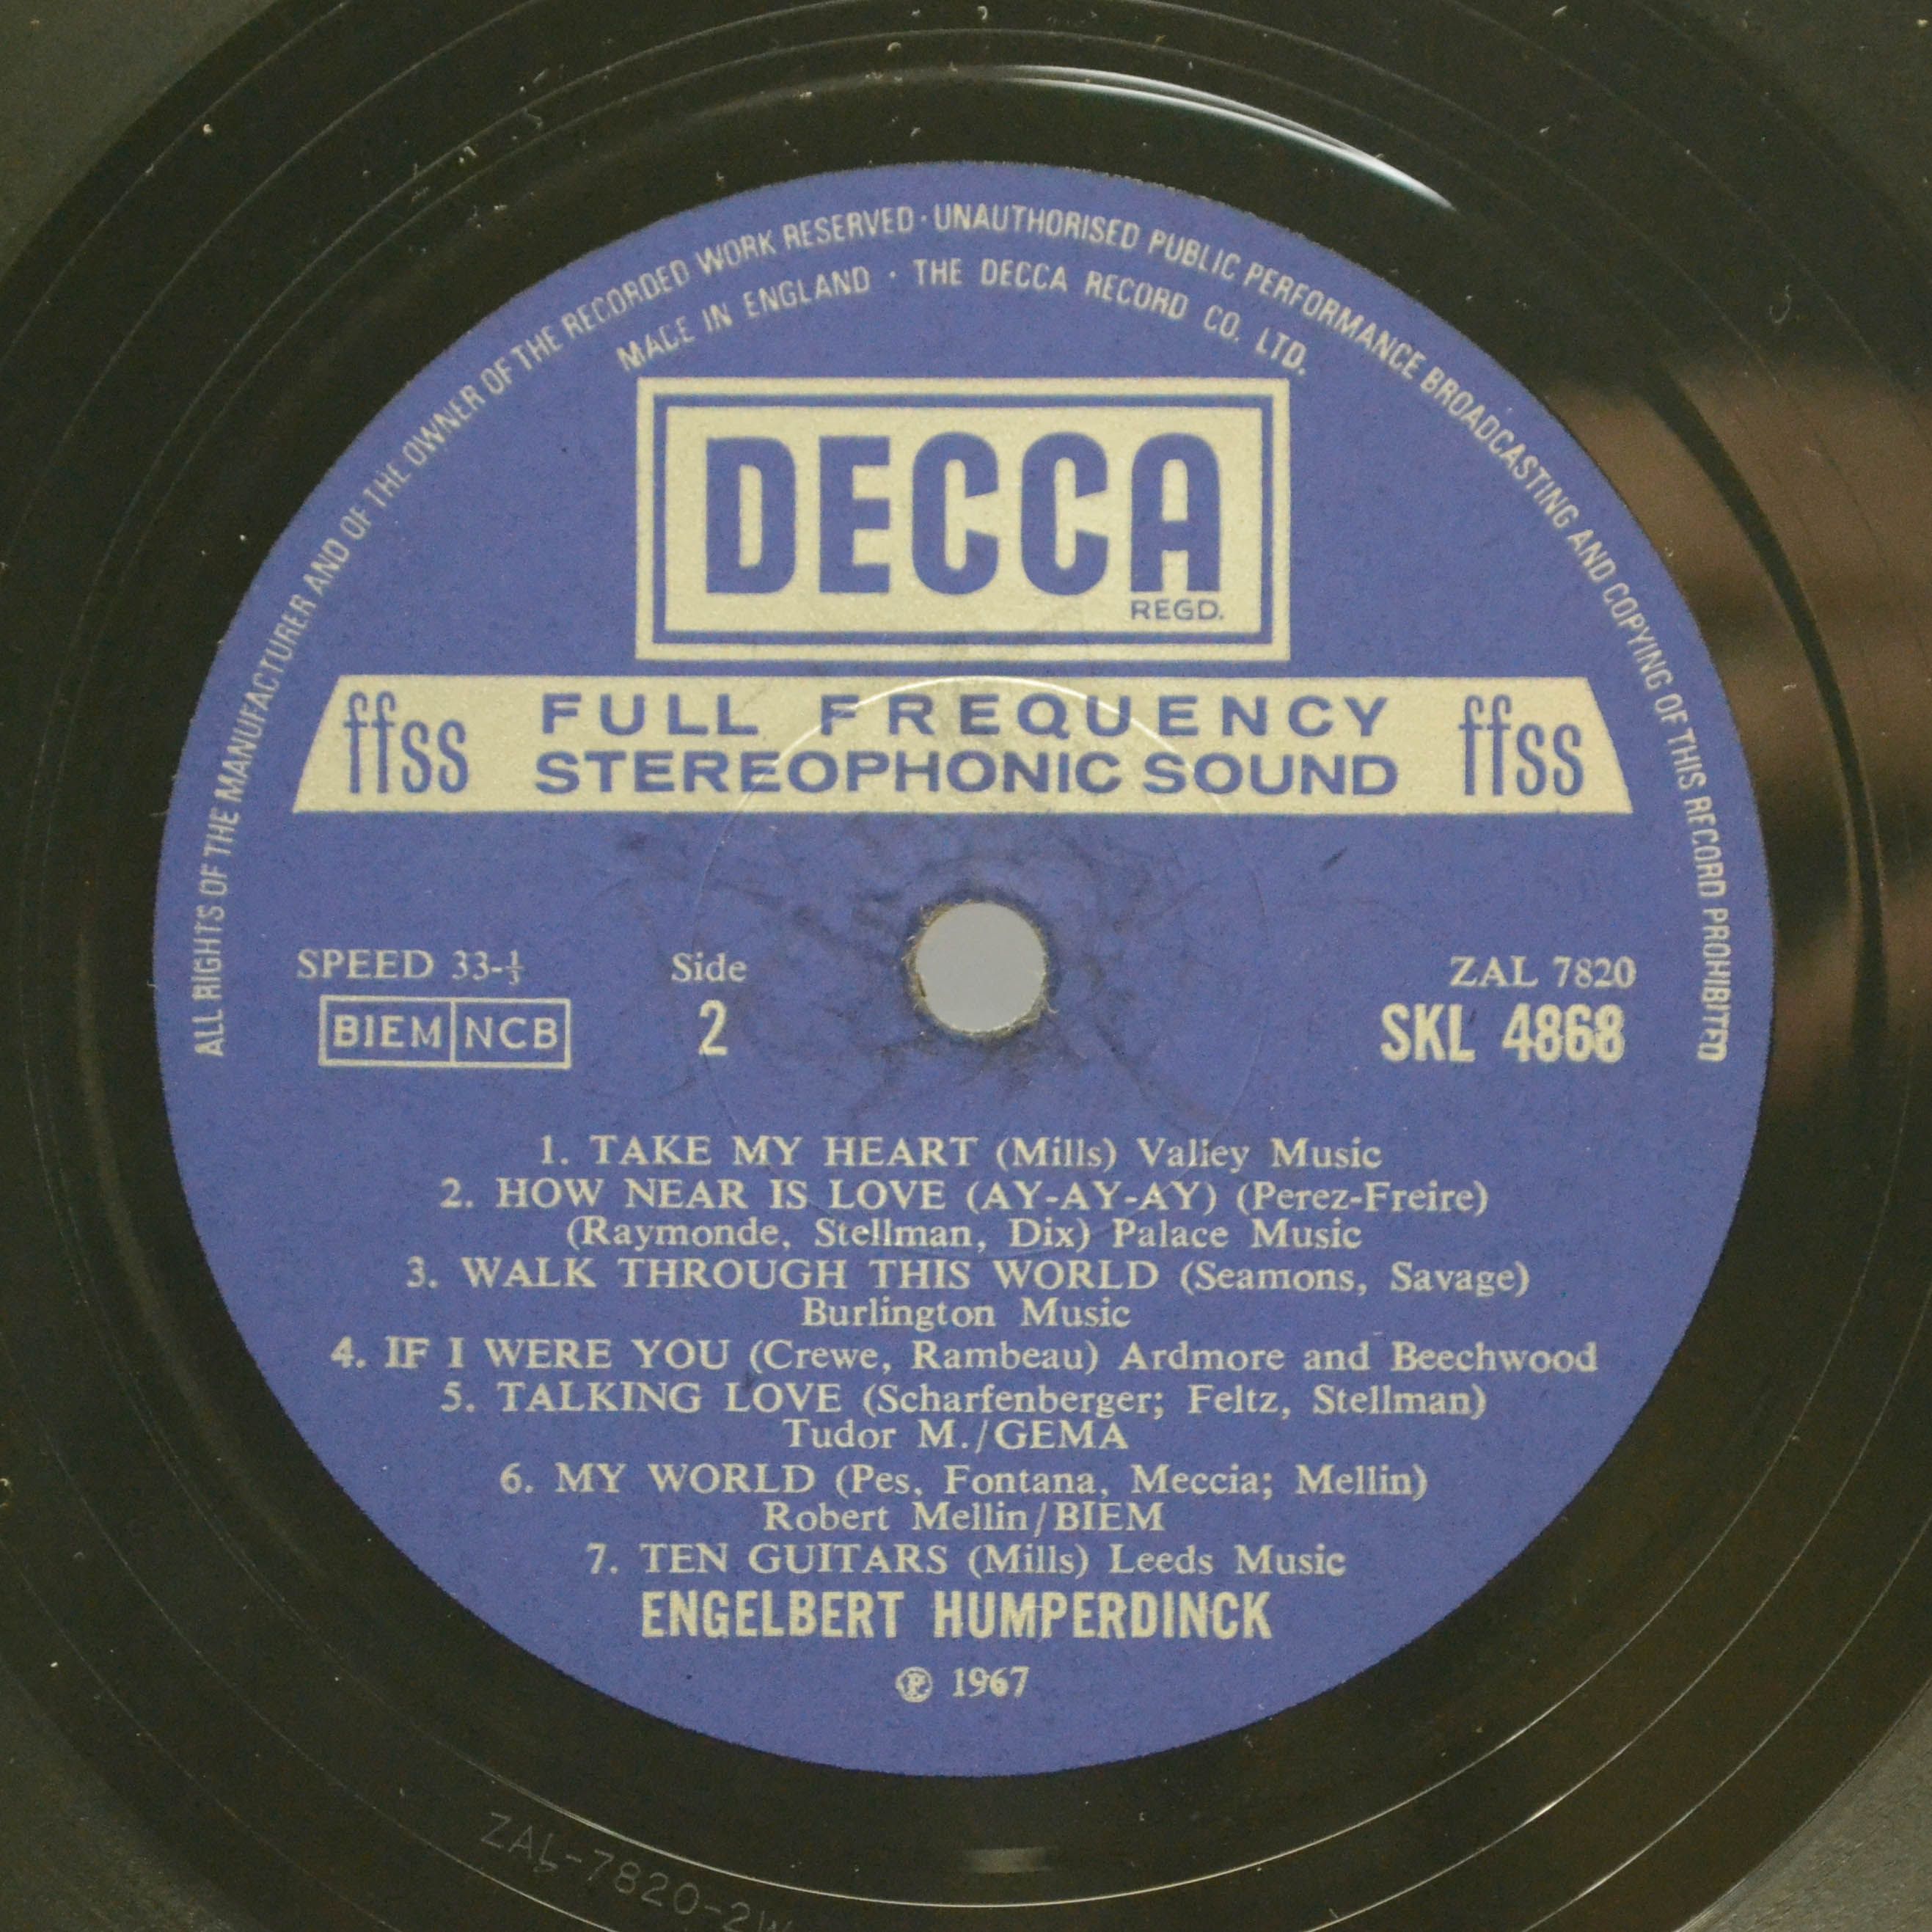 ALL RIGHTS OF THE MANUFACTURER AND OF THE OWNER OF THE RECORDED WORK RESERVED · UNAUTHORISED PUBLIC PERFORMANCE BROADCASTING AND COPYING OF THIS RECORD PROHIBITED
MADE IN ENGLAND · THE DECCA RECORD CO. LTD.
DECCA
REGD.
ffss FULL FREQUENCY ffss
STEREOPHONIC SOUND
SPEED 33-⅓ Side ZAL 7820
BIEM NCB 2 SKL 4868
1. TAKE MY HEART (Mills) Valley Music
2. HOW NEAR IS LOVE (AY-AY-AY) (Perez-Freire)
(Raymonde, Stellman, Dix) Palace Music
3. WALK THROUGH THIS WORLD (Seamons, Savage)
Burlington Music
4. IF I WERE YOU (Crewe, Rambeau) Ardmore and Beechwood
5. TALKING LOVE (Scharfenberger; Feltz, Stellman)
Tudor M./GEMA
6. MY WORLD (Pes, Fontana, Meccia; Mellin)
Robert Mellin/BIEM
7. TEN GUITARS (Mills) Leeds Music
ENGELBERT HUMPERDINCK
℗ 1967
ZAL-7820-2W